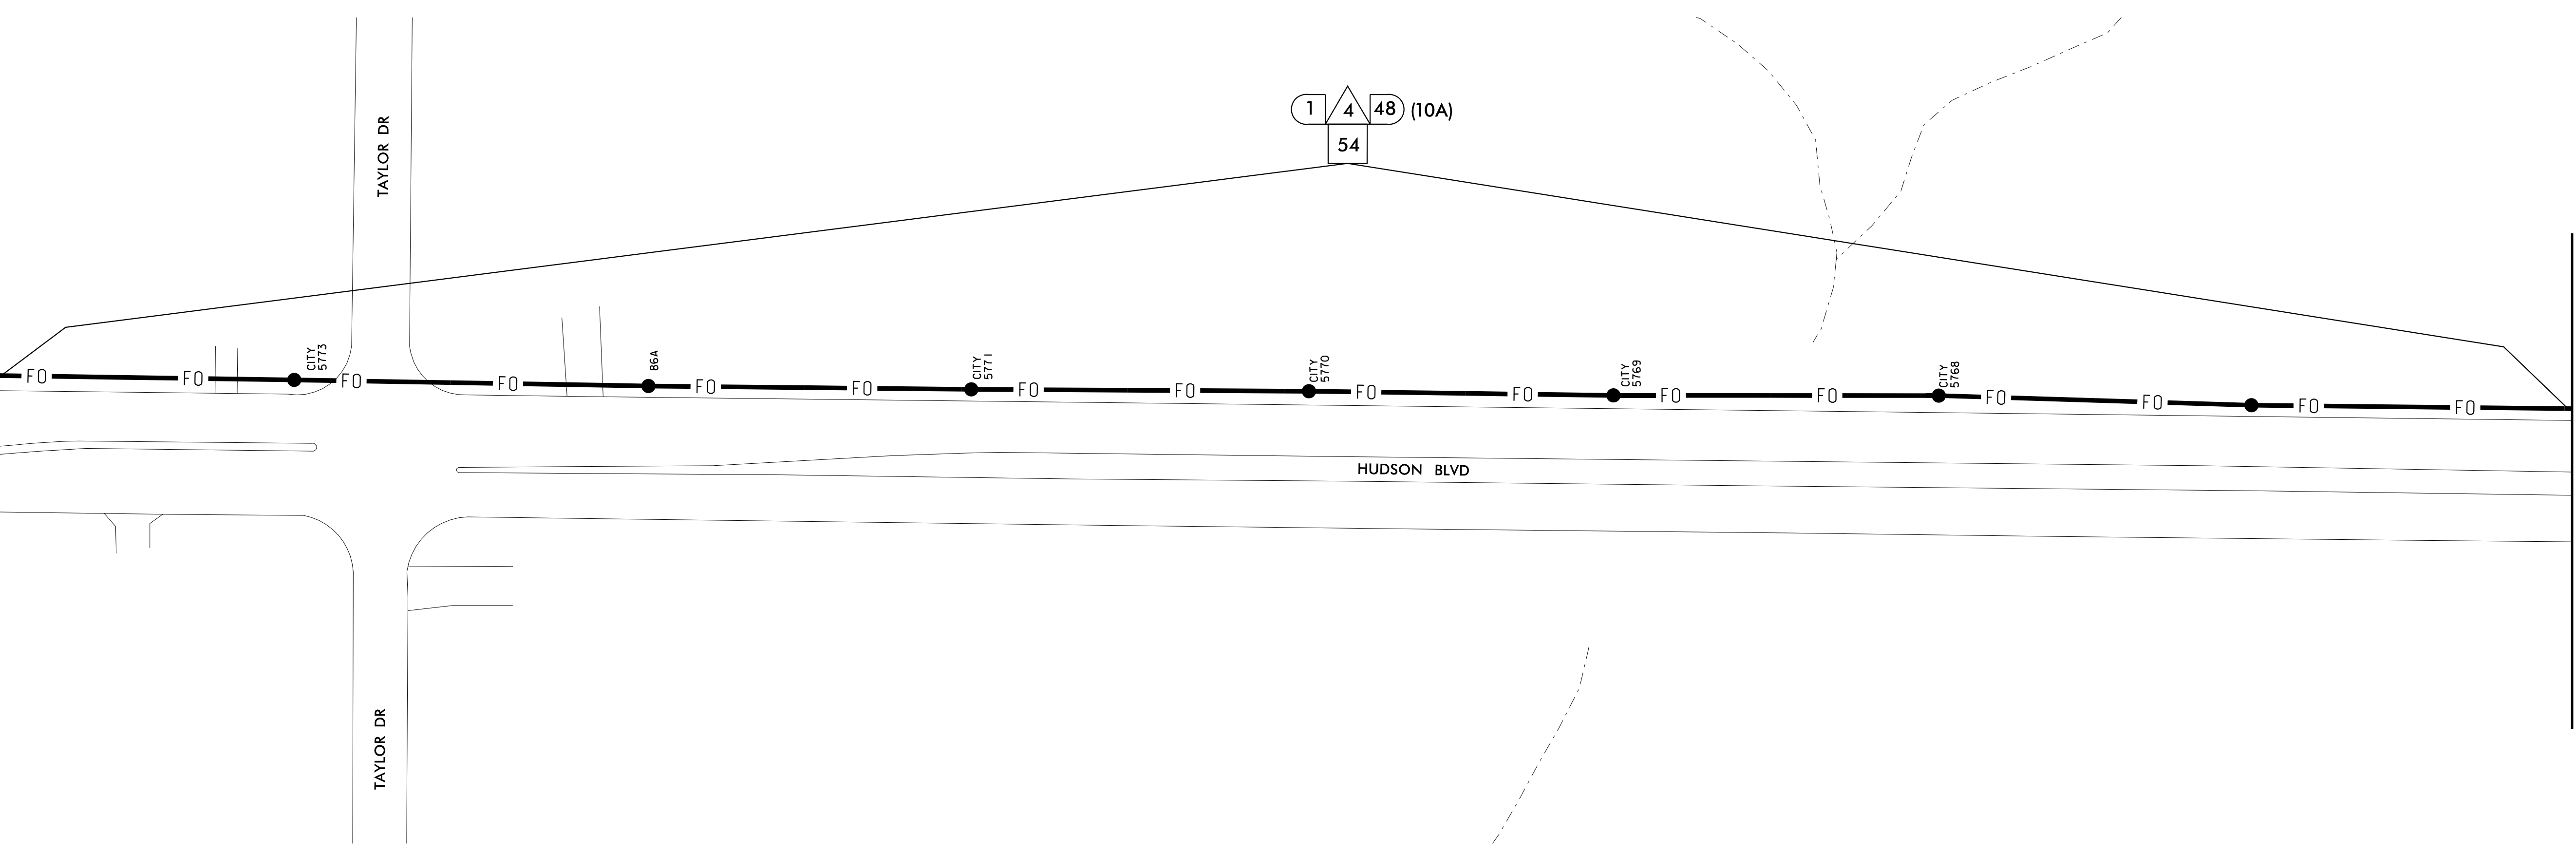 TAYLOR DR
1 4 48 (10A)
54
CITY
5773
86A
CITY
5771
CITY
5770
CITY
5769
CITY
5768
FO FO FO FO FO FO FO FO FO FO FO FO FO FO FO FO
HUDSON BLVD
TAYLOR DR